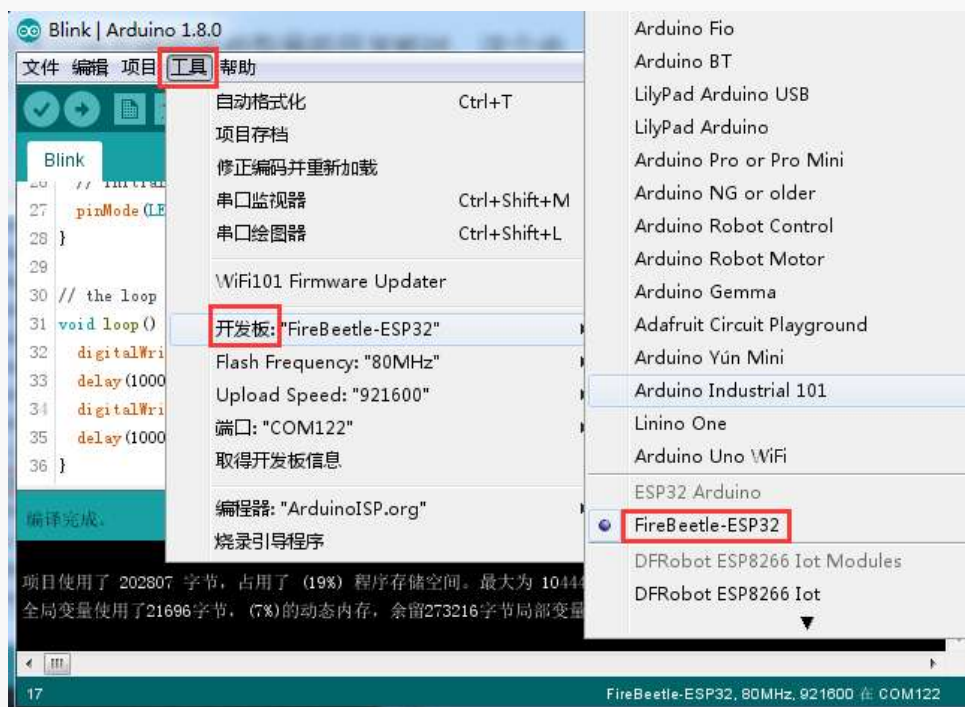 Blink | Arduino 1.8.0
文件 编辑 项目 工具 帮助
Blink
27 pinMode(LE
28 }
29
30 // the loop
31 void loop()
32 digitalWri
33 delay(1000
34 digitalWri
35 delay(1000
36 }
编译完成。
项目使用了 202807 字节，占用了 (19%) 程序存储空间。最大为 10444
全局变量使用了21696字节，(7%)的动态内存，余留273216字节局部变量
17
FireBeetle-ESP32, 80MHz, 921600 在 COM122
自动格式化 Ctrl+T
项目存档
修正编码并重新加载
串口监视器 Ctrl+Shift+M
串口绘图器 Ctrl+Shift+L
WiFi101 Firmware Updater
开发板: "FireBeetle-ESP32"
Flash Frequency: "80MHz"
Upload Speed: "921600"
端口: "COM122"
取得开发板信息
编程器: "ArduinoISP.org"
烧录引导程序
Arduino Fio
Arduino BT
LilyPad Arduino USB
LilyPad Arduino
Arduino Pro or Pro Mini
Arduino NG or older
Arduino Robot Control
Arduino Robot Motor
Arduino Gemma
Adafruit Circuit Playground
Arduino Yún Mini
Arduino Industrial 101
Linino One
Arduino Uno WiFi
ESP32 Arduino
FireBeetle-ESP32
DFRobot ESP8266 Iot Modules
DFRobot ESP8266 Iot